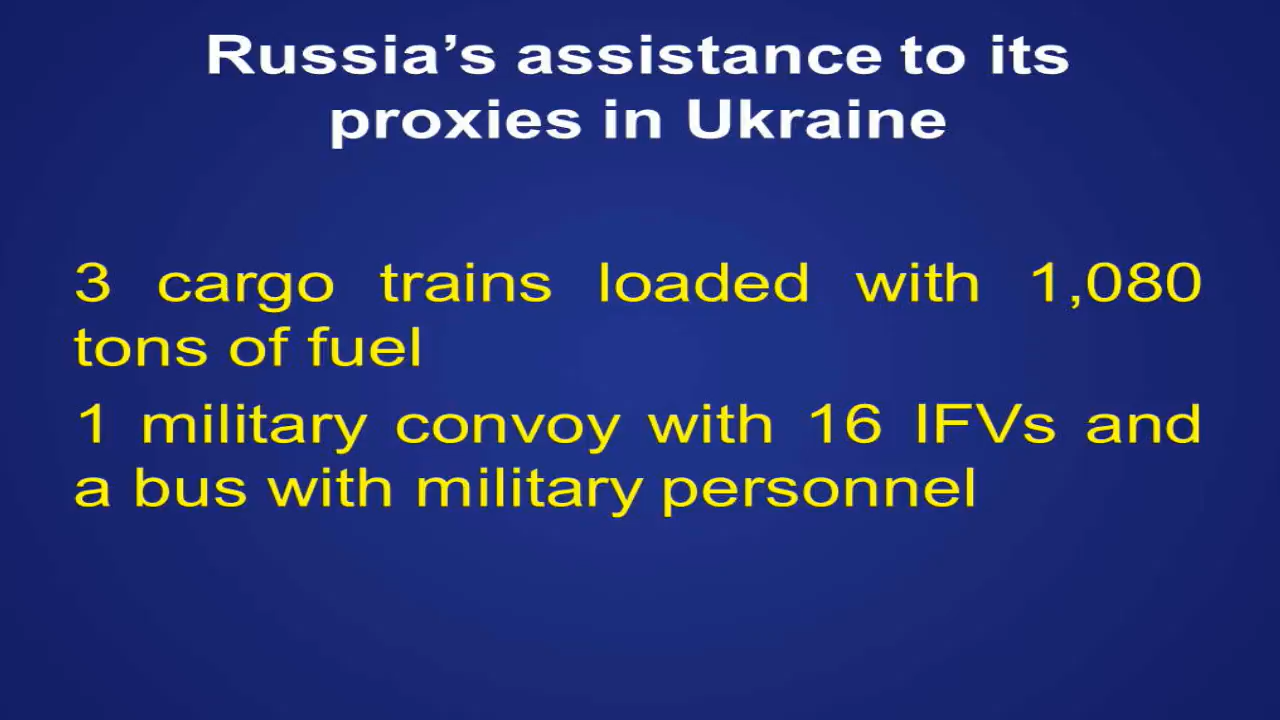 Russia’s assistance to its
proxies in Ukraine
3 cargo trains loaded with 1,080
tons of fuel
1 military convoy with 16 IFVs and
a bus with military personnel